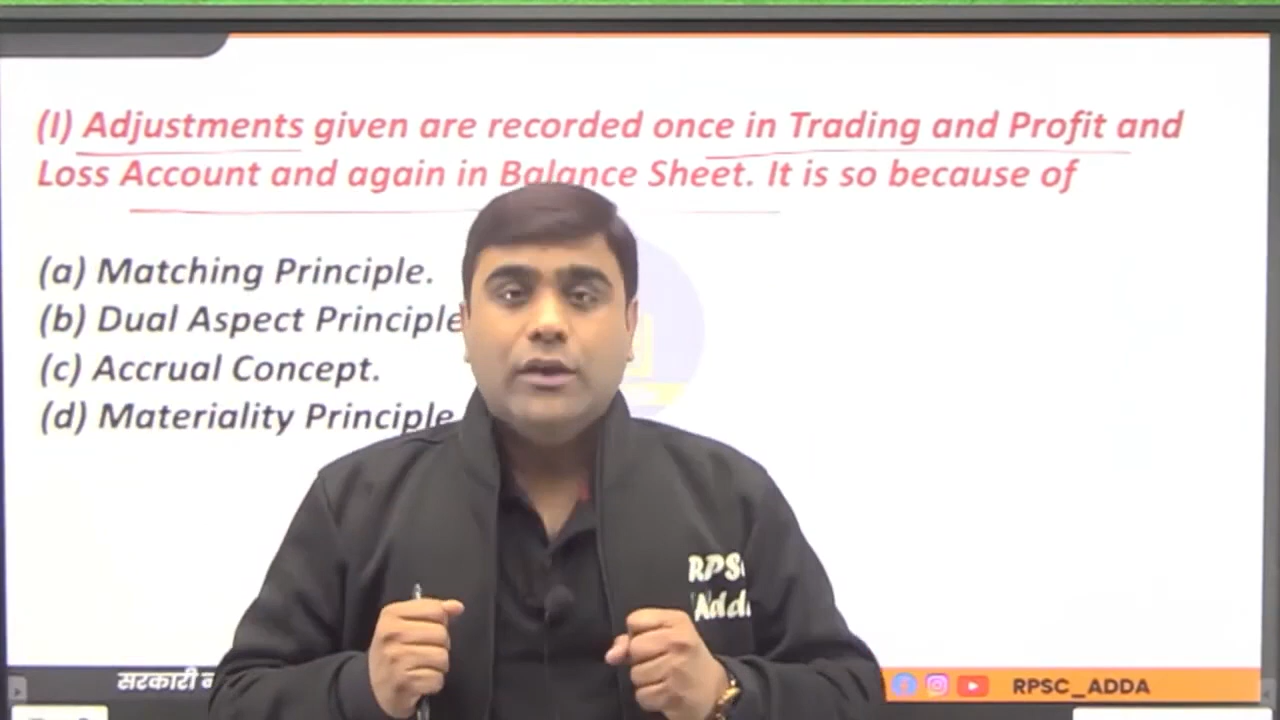 (I) Adjustments given are recorded once in Trading and Profit and
Loss Account and again in Balance Sheet. It is so because of
(a) Matching Principle.
(b) Dual Aspect Principle
(c) Accrual Concept.
(d) Materiality Principle
RPSC
Adda
सरकारी
RPSC_ADDA